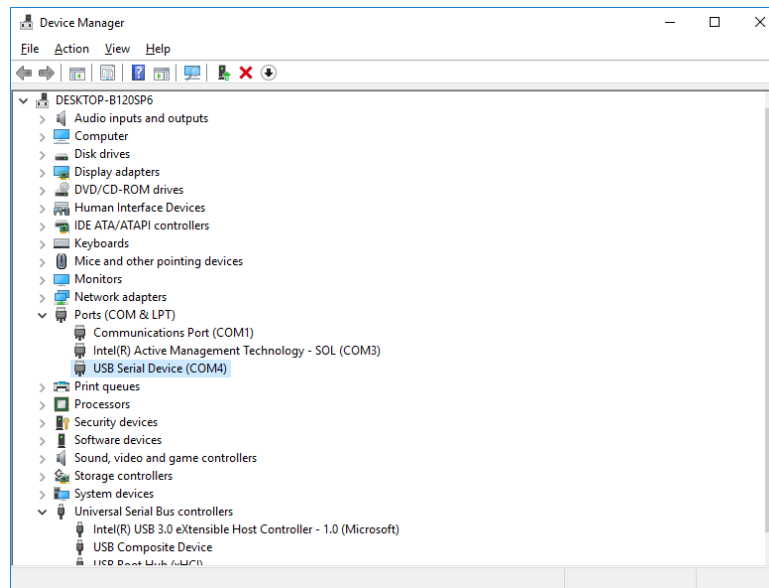 Device Manager
File Action View Help
DESKTOP-B120SP6
Audio inputs and outputs
Computer
Disk drives
Display adapters
DVD/CD-ROM drives
Human Interface Devices
IDE ATA/ATAPI controllers
Keyboards
Mice and other pointing devices
Monitors
Network adapters
Ports (COM & LPT)
Communications Port (COM1)
Intel(R) Active Management Technology - SOL (COM3)
USB Serial Device (COM4)
Print queues
Processors
Security devices
Software devices
Sound, video and game controllers
Storage controllers
System devices
Universal Serial Bus controllers
Intel(R) USB 3.0 eXtensible Host Controller - 1.0 (Microsoft)
USB Composite Device
USB Root Hub (xHCI)